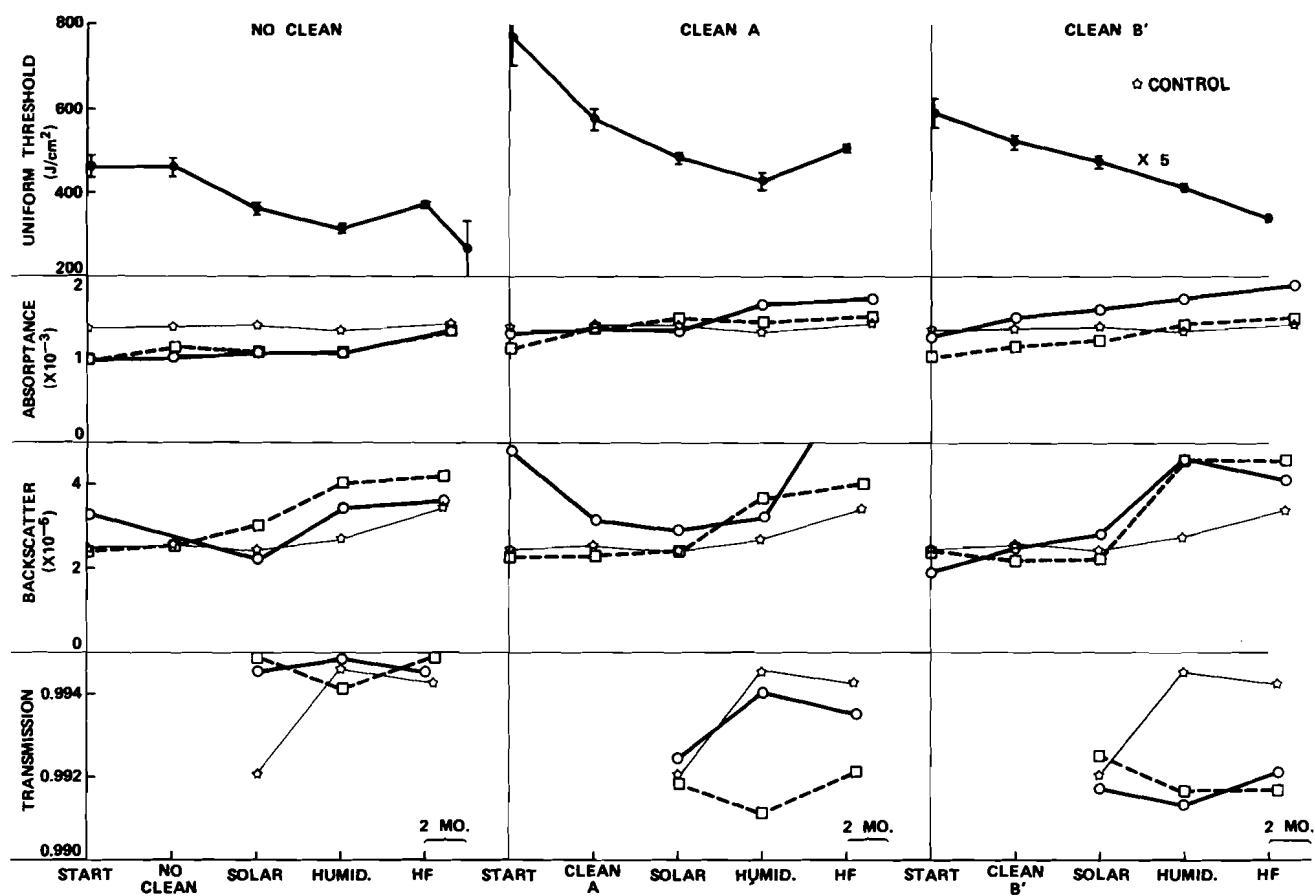 NO CLEAN
CLEAN A
CLEAN B'
☆ CONTROL
X 5
UNIFORM THRESHOLD
(J/cm²)
800
600
400
200
ABSORPTANCE
(X10⁻³)
2
1
0
BACKSCATTER
(X10⁻⁶)
4
2
0
TRANSMISSION
0.994
0.992
0.990
2 MO.
2 MO.
2 MO.
START
NO CLEAN
SOLAR
HUMID.
HF
START
CLEAN A
SOLAR
HUMID.
HF
START
CLEAN B'
SOLAR
HUMID.
HF